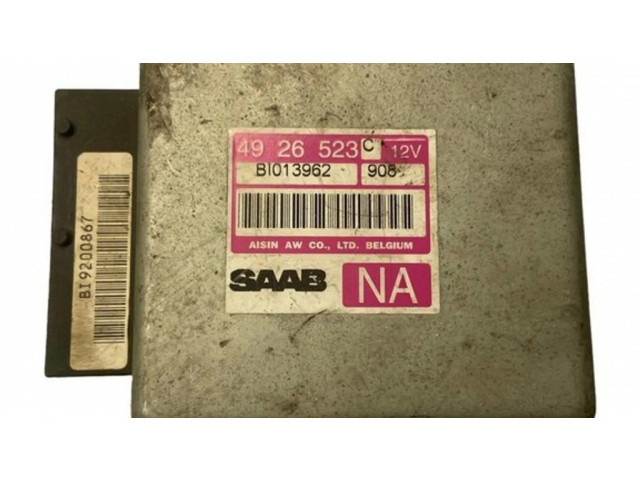 49 26 523 C 12V
BI013962 908
AISIN AW CO., LTD. BELGIUM
SAAB NA
BI9200867